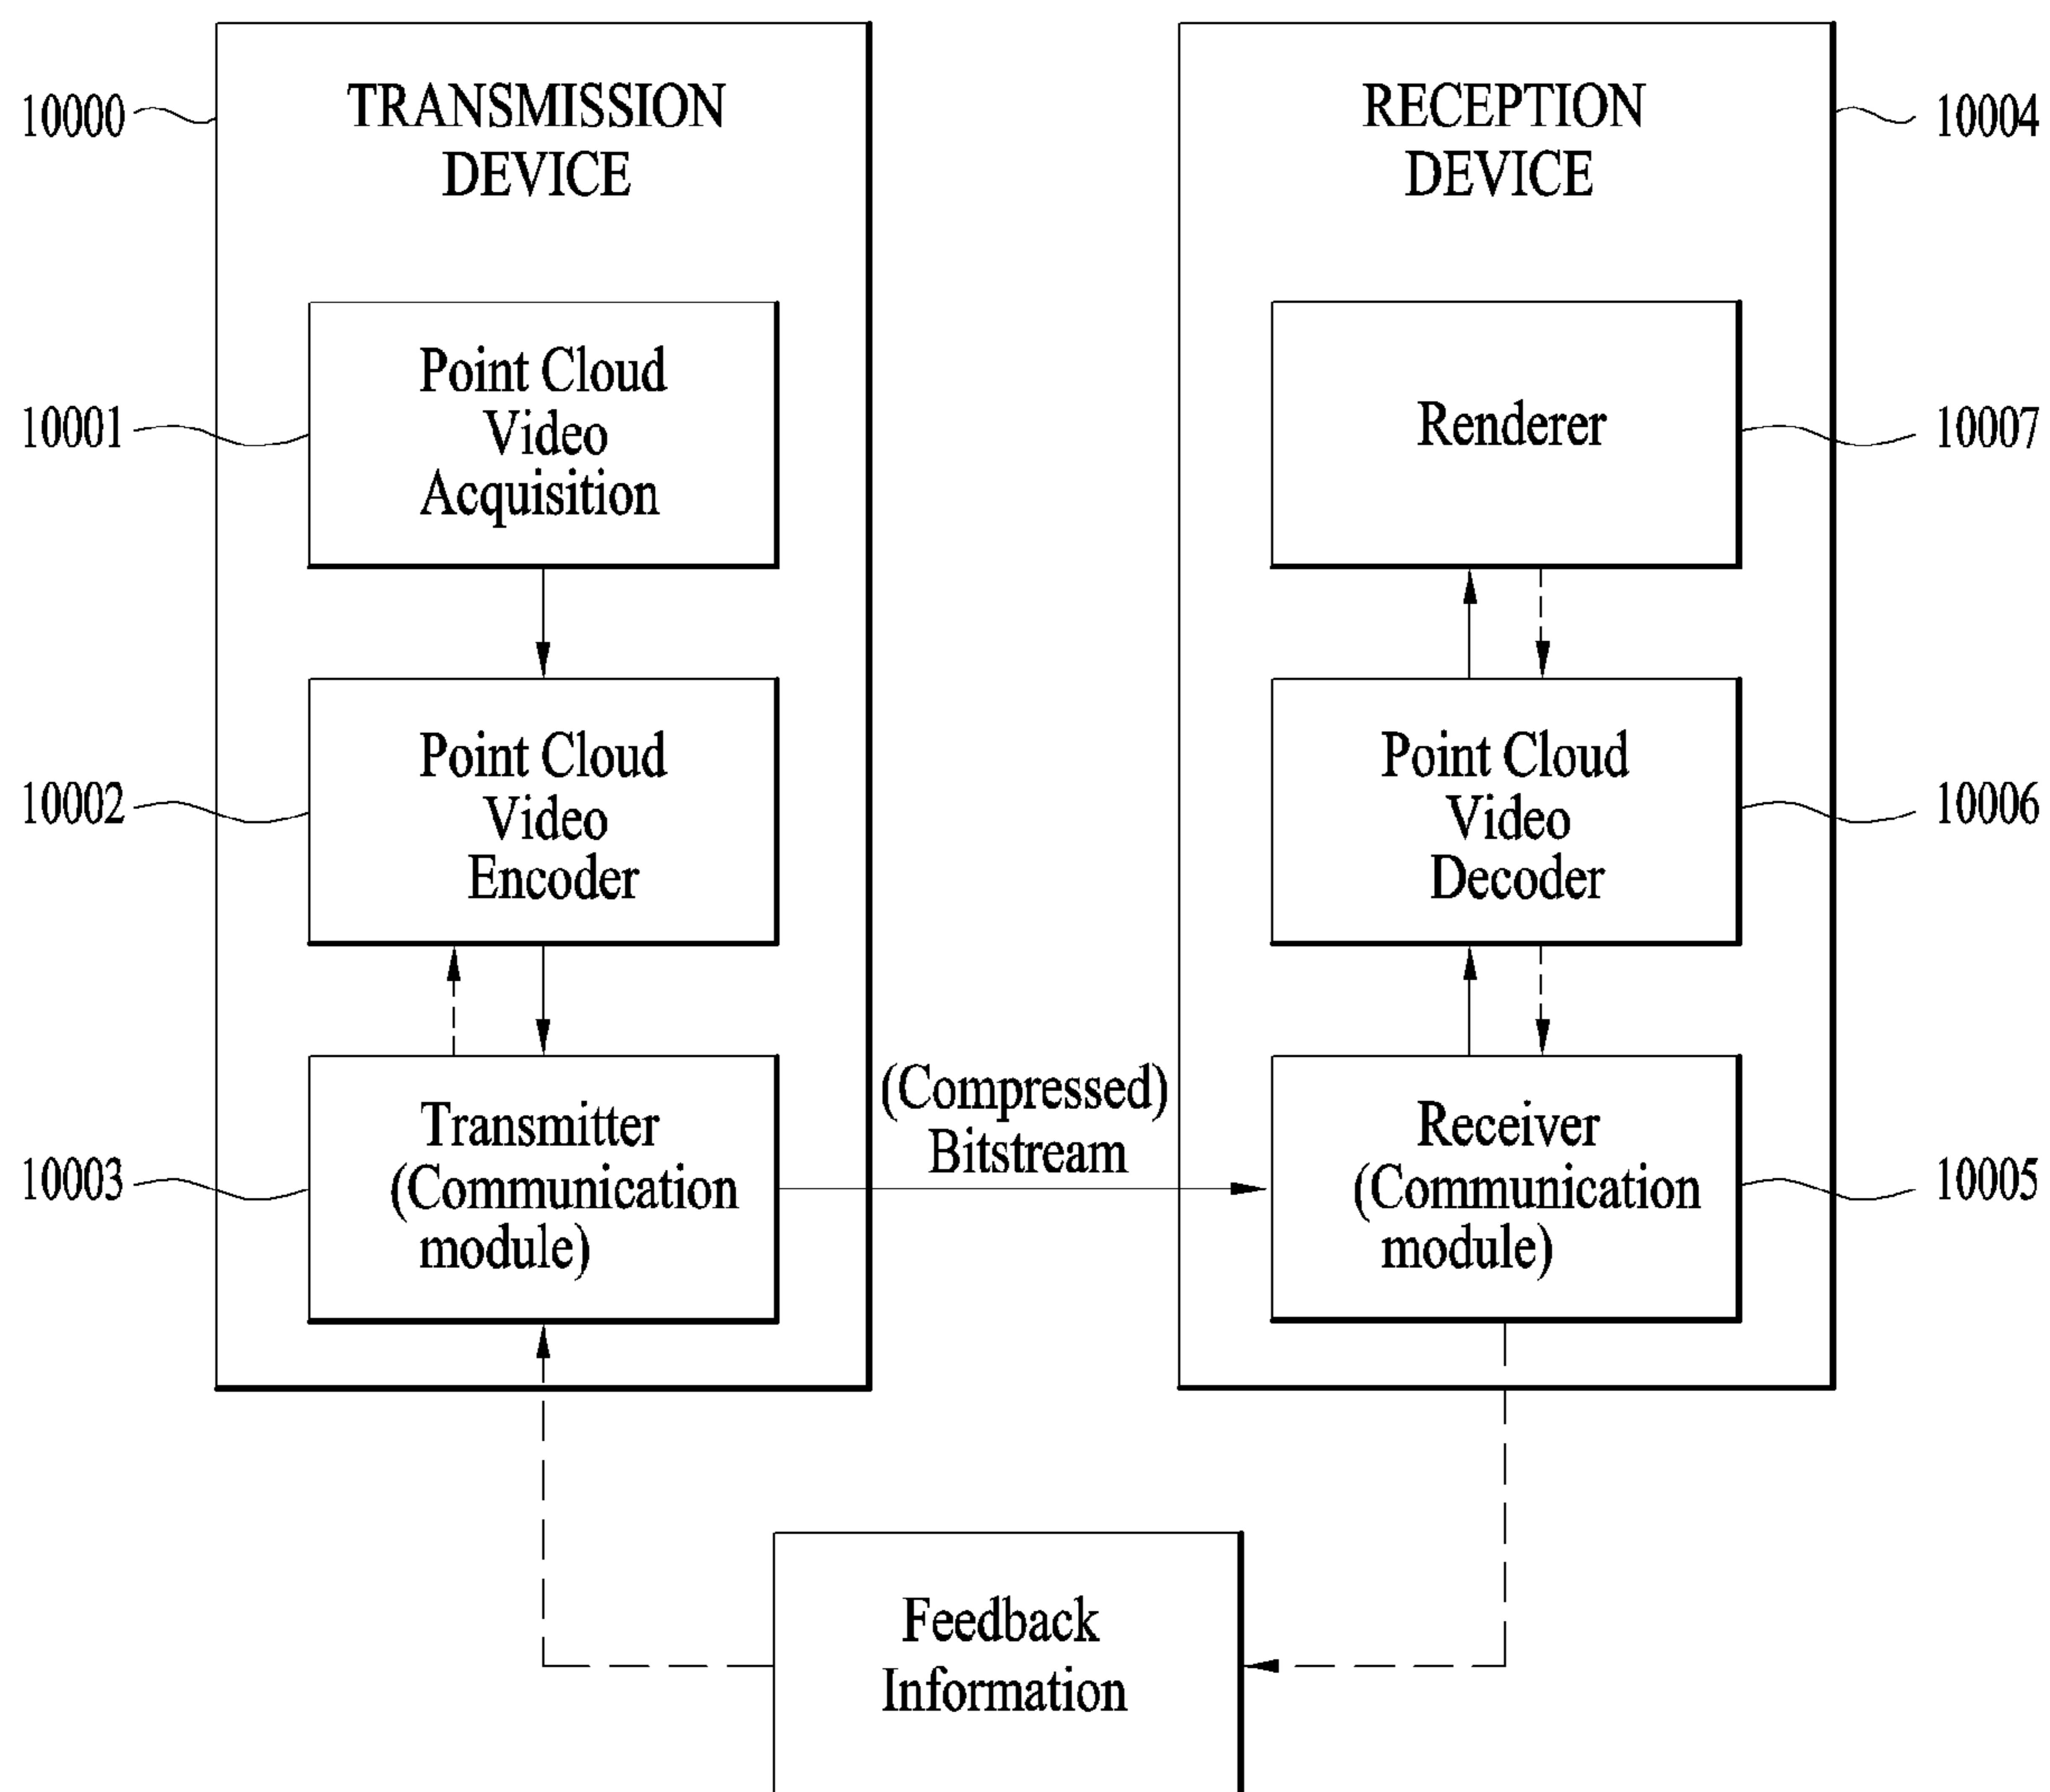 10000
TRANSMISSION
DEVICE
10001
Point Cloud
Video
Acquisition
10002
Point Cloud
Video
Encoder
10003
Transmitter
(Communication
module)
(Compressed)
Bitstream
RECEPTION
DEVICE
10004
Renderer
10007
Point Cloud
Video
Decoder
10006
Receiver
(Communication
module)
10005
Feedback
Information